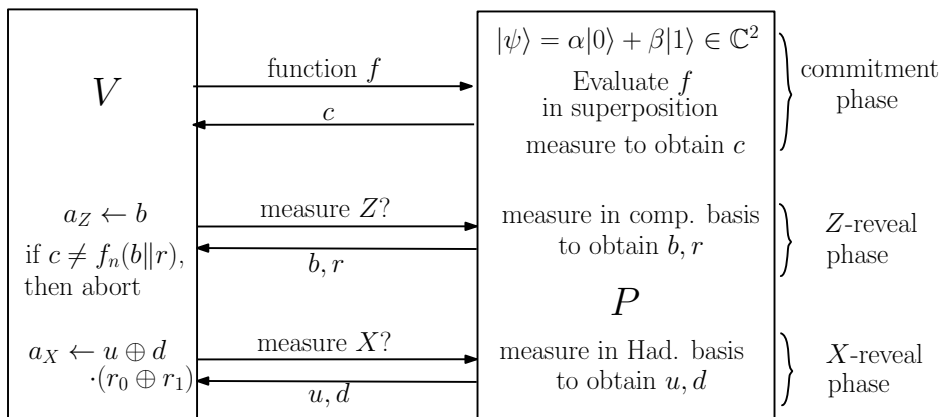 |ψ⟩ = α|0⟩ + β|1⟩ ∈ ℂ²
function f
V
Evaluate f
in superposition
commitment
phase
c
measure to obtain c
a_Z ← b
measure Z?
measure in comp. basis
to obtain b, r
Z-reveal
phase
if c ≠ f_n(b∥r),
then abort
b, r
P
a_X ← u ⊕ d
·(r_0 ⊕ r_1)
measure X?
measure in Had. basis
to obtain u, d
X-reveal
phase
u, d